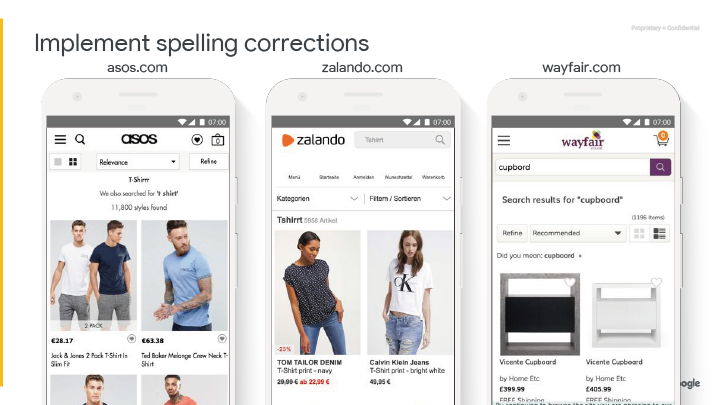 Proprietary + Confidential
Implement spelling corrections
asos.com
zalando.com
wayfair.com
07:00
asos
0
Relevance
Refine
T-Shirrt
We also searched for 't shirt'
11,800 styles found
2 PACK
€28.17
€63.38
Jack & Jones 2 Pack T-Shirt In
Slim Fit
Ted Baker Melange Crew Neck T-
Shirt
07:00
zalando
Tshirrt
Menü
Startseite
Anmelden
Wunschzettel
Warenkorb
Kategorien
Filtern / Sortieren
Tshirrt 5558 Artikel
-23%
TOM TAILOR DENIM
T-Shirt print - navy
29,99 € ab 22,99 €
Calvin Klein Jeans
T-Shirt print - bright white
49,95 €
07:00
wayfair
0
cupbord
Search results for "cupboard"
(1196 items)
Refine
Recommended
Did you mean: cupboard »
Vicente Cupboard
by Home Etc
£399.99
FREE Shipping
Vicente Cupboard
by Home Etc
£405.99
FREE Shipping
ogle